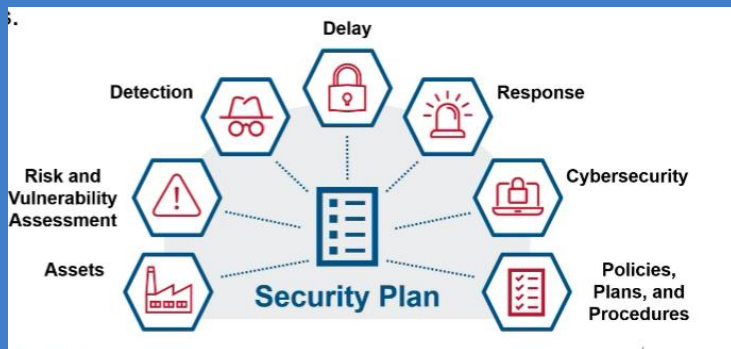 s.
Delay
Detection
Response
Risk and
Vulnerability
Assessment
Cybersecurity
Assets
Policies,
Plans, and
Procedures
Security Plan